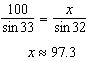 100/sin 33 = x/sin 32
x ≈ 97.3